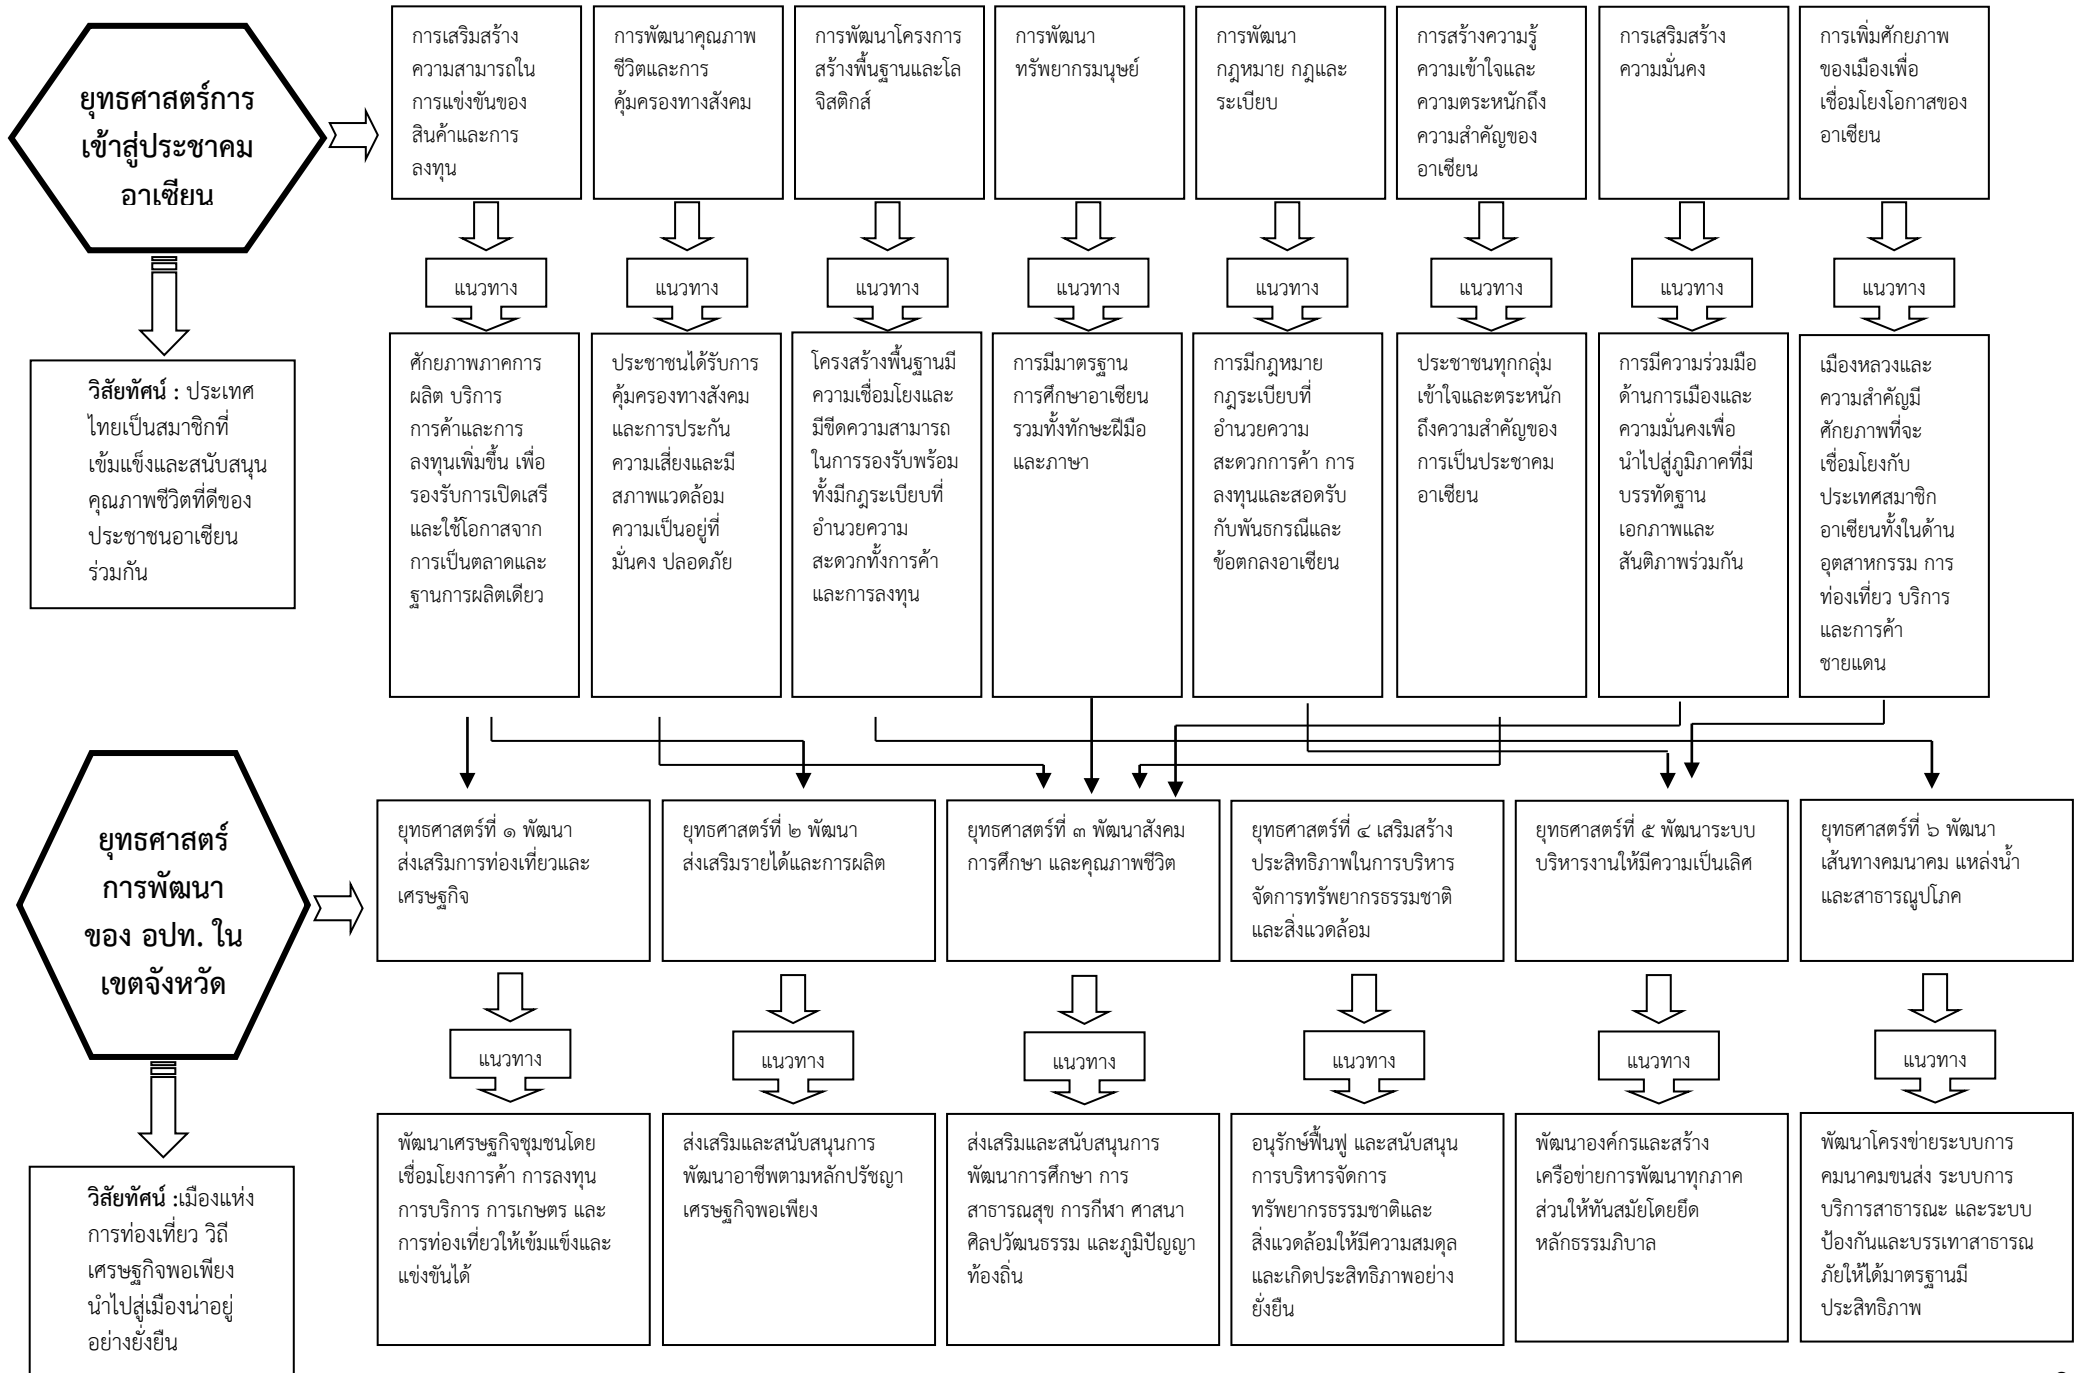 ยุทธศาสตร์การ
เข้าสู่ประชาคม
อาเซียน
การเสริมสร้าง
ความสามารถใน
การแข่งขันของ
สินค้าและการ
ลงทุน
การพัฒนาคุณภาพ
ชีวิตและการ
คุ้มครองทางสังคม
การพัฒนาโครงการ
สร้างพื้นฐานและโล
จิสติกส์
การพัฒนา
ทรัพยากรมนุษย์
การพัฒนา
กฎหมาย กฎและ
ระเบียบ
การสร้างความรู้
ความเข้าใจและ
ความตระหนักถึง
ความสำคัญของ
อาเซียน
การเสริมสร้าง
ความมั่นคง
การเพิ่มศักยภาพ
ของเมืองเพื่อ
เชื่อมโยงโอกาสของ
อาเซียน
แนวทาง
แนวทาง
แนวทาง
แนวทาง
แนวทาง
แนวทาง
แนวทาง
แนวทาง
วิสัยทัศน์ : ประเทศ
ไทยเป็นสมาชิกที่
เข้มแข็งและสนับสนุน
คุณภาพชีวิตที่ดีของ
ประชาชนอาเซียน
ร่วมกัน
ศักยภาพภาคการ
ผลิต บริการ
การค้าและการ
ลงทุนเพิ่มขึ้น เพื่อ
รองรับการเปิดเสรี
และใช้โอกาสจาก
การเป็นตลาดและ
ฐานการผลิตเดียว
ประชาชนได้รับการ
คุ้มครองทางสังคม
และการประกัน
ความเสี่ยงและมี
สภาพแวดล้อม
ความเป็นอยู่ที่
มั่นคง ปลอดภัย
โครงสร้างพื้นฐานมี
ความเชื่อมโยงและ
มีขีดความสามารถ
ในการรองรับพร้อม
ทั้งมีกฎระเบียบที่
อำนวยความ
สะดวกทั้งการค้า
และการลงทุน
การมีมาตรฐาน
การศึกษาอาเซียน
รวมทั้งทักษะฝีมือ
และภาษา
การมีกฎหมาย
กฎระเบียบที่
อำนวยความ
สะดวกการค้า การ
ลงทุนและสอดรับ
กับพันธกรณีและ
ข้อตกลงอาเซียน
ประชาชนทุกกลุ่ม
เข้าใจและตระหนัก
ถึงความสำคัญของ
การเป็นประชาคม
อาเซียน
การมีความร่วมมือ
ด้านการเมืองและ
ความมั่นคงเพื่อ
นำไปสู่ภูมิภาคที่มี
บรรทัดฐาน
เอกภาพและ
สันติภาพร่วมกัน
เมืองหลวงและ
ความสำคัญมี
ศักยภาพที่จะ
เชื่อมโยงกับ
ประเทศสมาชิก
อาเซียนทั้งในด้าน
อุตสาหกรรม การ
ท่องเที่ยว บริการ
และการค้า
ชายแดน
ยุทธศาสตร์
การพัฒนา
ของ อปท. ใน
เขตจังหวัด
ยุทธศาสตร์ที่ ๑ พัฒนา
ส่งเสริมการท่องเที่ยวและ
เศรษฐกิจ
ยุทธศาสตร์ที่ ๒ พัฒนา
ส่งเสริมรายได้และการผลิต
ยุทธศาสตร์ที่ ๓ พัฒนาสังคม
การศึกษา และคุณภาพชีวิต
ยุทธศาสตร์ที่ ๔ เสริมสร้าง
ประสิทธิภาพในการบริหาร
จัดการทรัพยากรธรรมชาติ
และสิ่งแวดล้อม
ยุทธศาสตร์ที่ ๕ พัฒนาระบบ
บริหารงานให้มีความเป็นเลิศ
ยุทธศาสตร์ที่ ๖ พัฒนา
เส้นทางคมนาคม แหล่งน้ำ
และสาธารณูปโภค
แนวทาง
แนวทาง
แนวทาง
แนวทาง
แนวทาง
แนวทาง
วิสัยทัศน์ :เมืองแห่ง
การท่องเที่ยว วิถี
เศรษฐกิจพอเพียง
นำไปสู่เมืองน่าอยู่
อย่างยั่งยืน
พัฒนาเศรษฐกิจชุมชนโดย
เชื่อมโยงการค้า การลงทุน
การบริการ การเกษตร และ
การท่องเที่ยวให้เข้มแข็งและ
แข่งขันได้
ส่งเสริมและสนับสนุนการ
พัฒนาอาชีพตามหลักปรัชญา
เศรษฐกิจพอเพียง
ส่งเสริมและสนับสนุนการ
พัฒนาการศึกษา การ
สาธารณสุข การกีฬา ศาสนา
ศิลปวัฒนธรรม และภูมิปัญญา
ท้องถิ่น
อนุรักษ์ฟื้นฟู และสนับสนุน
การบริหารจัดการ
ทรัพยากรธรรมชาติและ
สิ่งแวดล้อมให้มีความสมดุล
และเกิดประสิทธิภาพอย่าง
ยั่งยืน
พัฒนาองค์กรและสร้าง
เครือข่ายการพัฒนาทุกภาค
ส่วนให้ทันสมัยโดยยึด
หลักธรรมภิบาล
พัฒนาโครงข่ายระบบการ
คมนาคมขนส่ง ระบบการ
บริการสาธารณะ และระบบ
ป้องกันและบรรเทาสาธารณ
ภัยให้ได้มาตรฐานมี
ประสิทธิภาพ